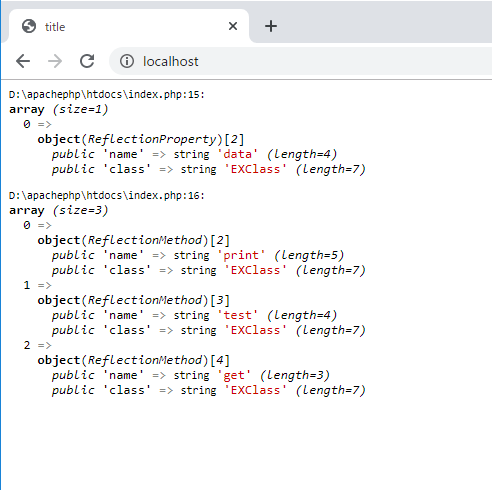 title
localhost
D:\apachephp\htdocs\index.php:15:
array (size=1)
0 =>
object(ReflectionProperty)[2]
public 'name' => string 'data' (length=4)
public 'class' => string 'EXClass' (length=7)
D:\apachephp\htdocs\index.php:16:
array (size=3)
0 =>
object(ReflectionMethod)[2]
public 'name' => string 'print' (length=5)
public 'class' => string 'EXClass' (length=7)
1 =>
object(ReflectionMethod)[3]
public 'name' => string 'test' (length=4)
public 'class' => string 'EXClass' (length=7)
2 =>
object(ReflectionMethod)[4]
public 'name' => string 'get' (length=3)
public 'class' => string 'EXClass' (length=7)